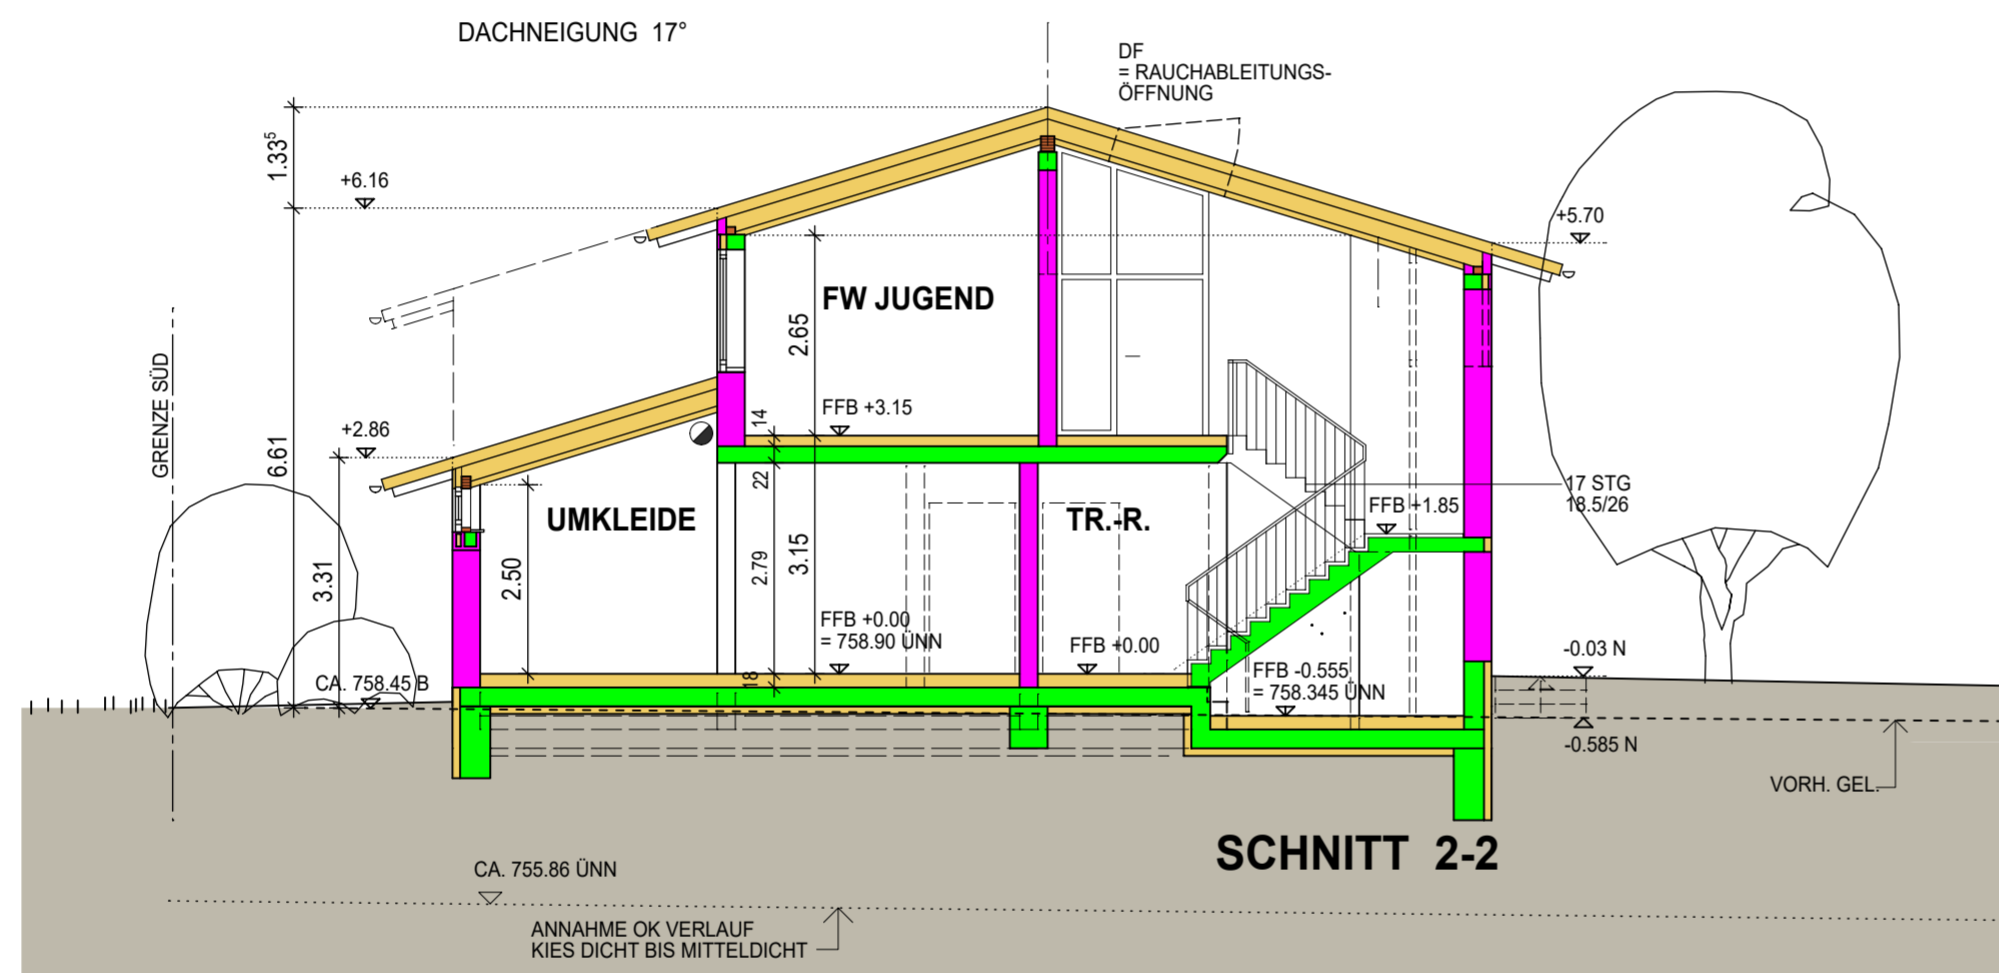 DACHNEIGUNG 17°
DF
= RAUCHABLEITUNGS-
ÖFFNUNG
1.33⁵
+6.16
+5.70
FW JUGEND
2.65
GRENZE SÜD
14
FFB +3.15
+2.86
6.61
22
17 STG
18.5/26
FFB +1.85
UMKLEIDE
TR.-R.
3.31
2.50
2.79
3.15
FFB +0.00
= 758.90 ÜNN
FFB +0.00
-0.03 N
CA. 758.45 B
18
FFB -0.555
= 758.345 ÜNN
-0.585 N
VORH. GEL.
SCHNITT 2-2
CA. 755.86 ÜNN
ANNAHME OK VERLAUF
KIES DICHT BIS MITTELDICHT